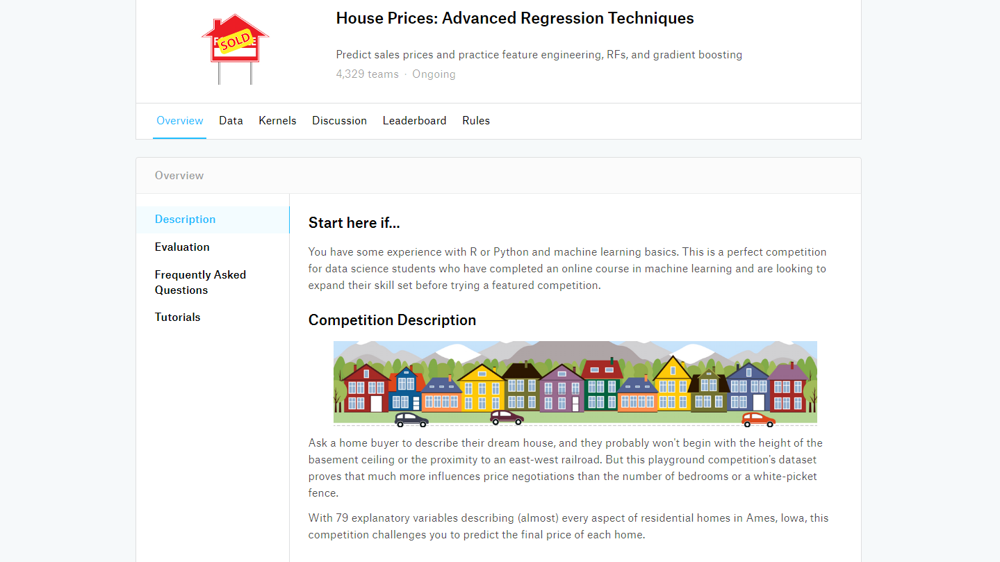 SOLD
House Prices: Advanced Regression Techniques
Predict sales prices and practice feature engineering, RFs, and gradient boosting
4,329 teams · Ongoing
Overview Data Kernels Discussion Leaderboard Rules
Overview
Description
Evaluation
Frequently Asked
Questions
Tutorials
Start here if...
You have some experience with R or Python and machine learning basics. This is a perfect competition
for data science students who have completed an online course in machine learning and are looking to
expand their skill set before trying a featured competition.
Competition Description
Ask a home buyer to describe their dream house, and they probably won't begin with the height of the
basement ceiling or the proximity to an east-west railroad. But this playground competition's dataset
proves that much more influences price negotiations than the number of bedrooms or a white-picket
fence.
With 79 explanatory variables describing (almost) every aspect of residential homes in Ames, Iowa, this
competition challenges you to predict the final price of each home.